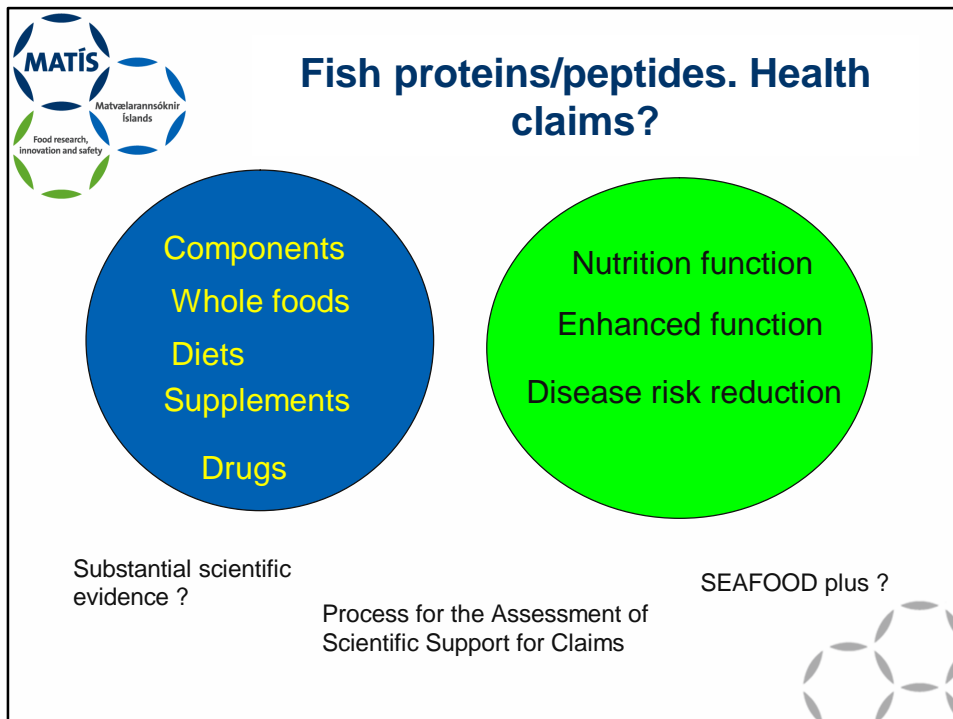 MATÍS
Matvælarannsóknir
Íslands
Food research,
innovation and safety
Fish proteins/peptides. Health
claims?
Components
Whole foods
Diets
Supplements
Drugs
Nutrition function
Enhanced function
Disease risk reduction
Substantial scientific
evidence ?
Process for the Assessment of
Scientific Support for Claims
SEAFOOD plus ?